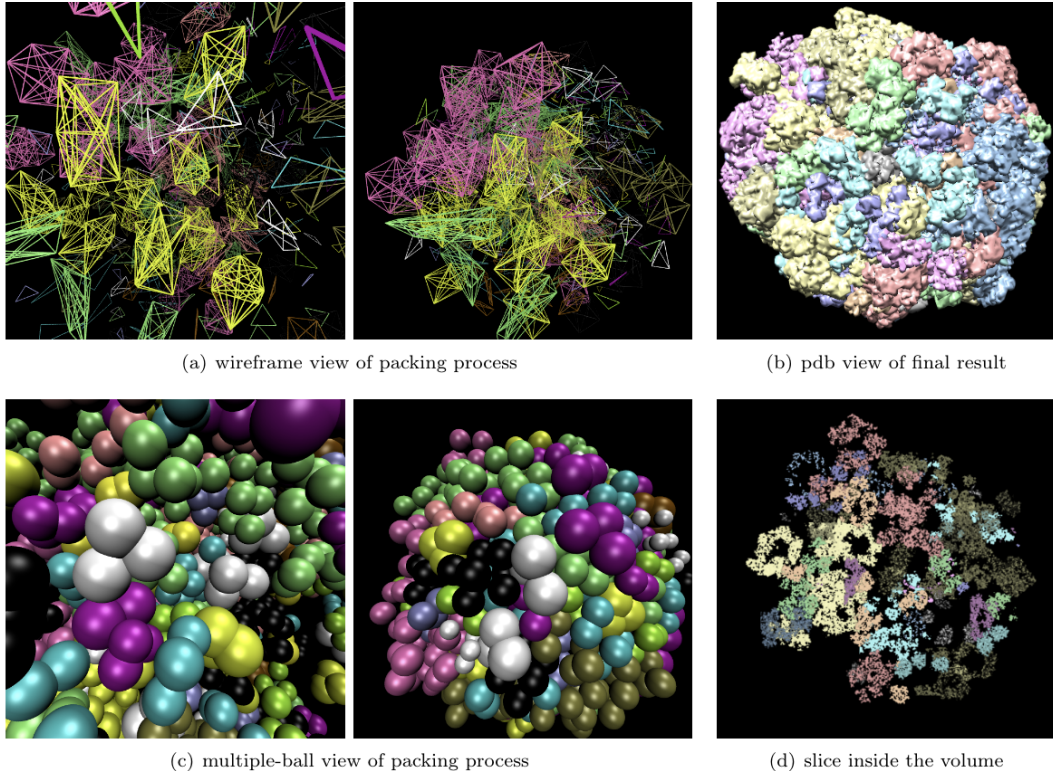 (a) wireframe view of packing process
(b) pdb view of final result
(c) multiple-ball view of packing process
(d) slice inside the volume